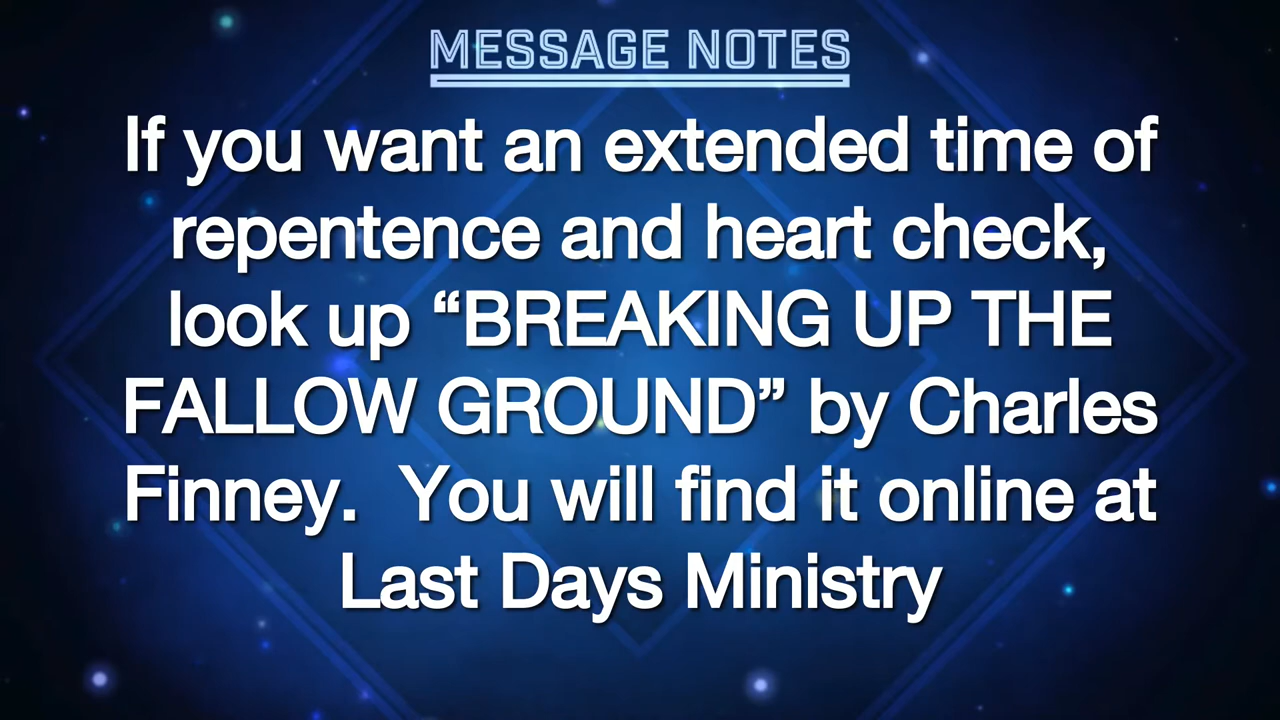 MESSAGE NOTES
If you want an extended time of
repentence and heart check,
look up “BREAKING UP THE
FALLOW GROUND” by Charles
Finney.  You will find it online at
Last Days Ministry